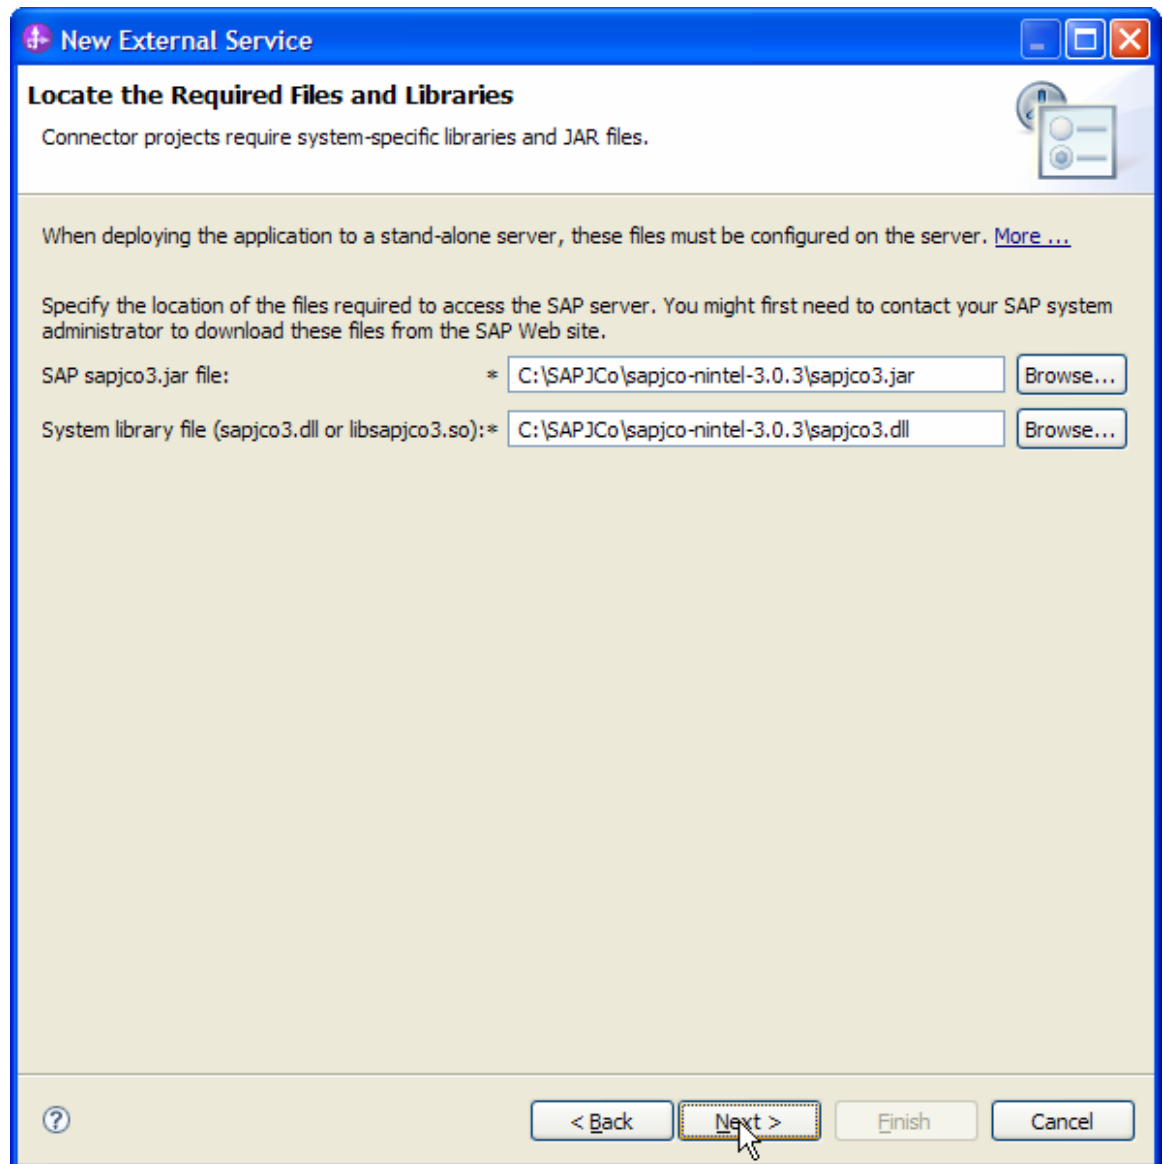 New External Service
Locate the Required Files and Libraries
Connector projects require system-specific libraries and JAR files.
When deploying the application to a stand-alone server, these files must be configured on the server. More ...
Specify the location of the files required to access the SAP server. You might first need to contact your SAP system
administrator to download these files from the SAP Web site.
SAP sapjco3.jar file: * C:\SAPJCo\sapjco-nintel-3.0.3\sapjco3.jar Browse...
System library file (sapjco3.dll or libsapjco3.so):* C:\SAPJCo\sapjco-nintel-3.0.3\sapjco3.dll Browse...
? < Back Next > Finish Cancel